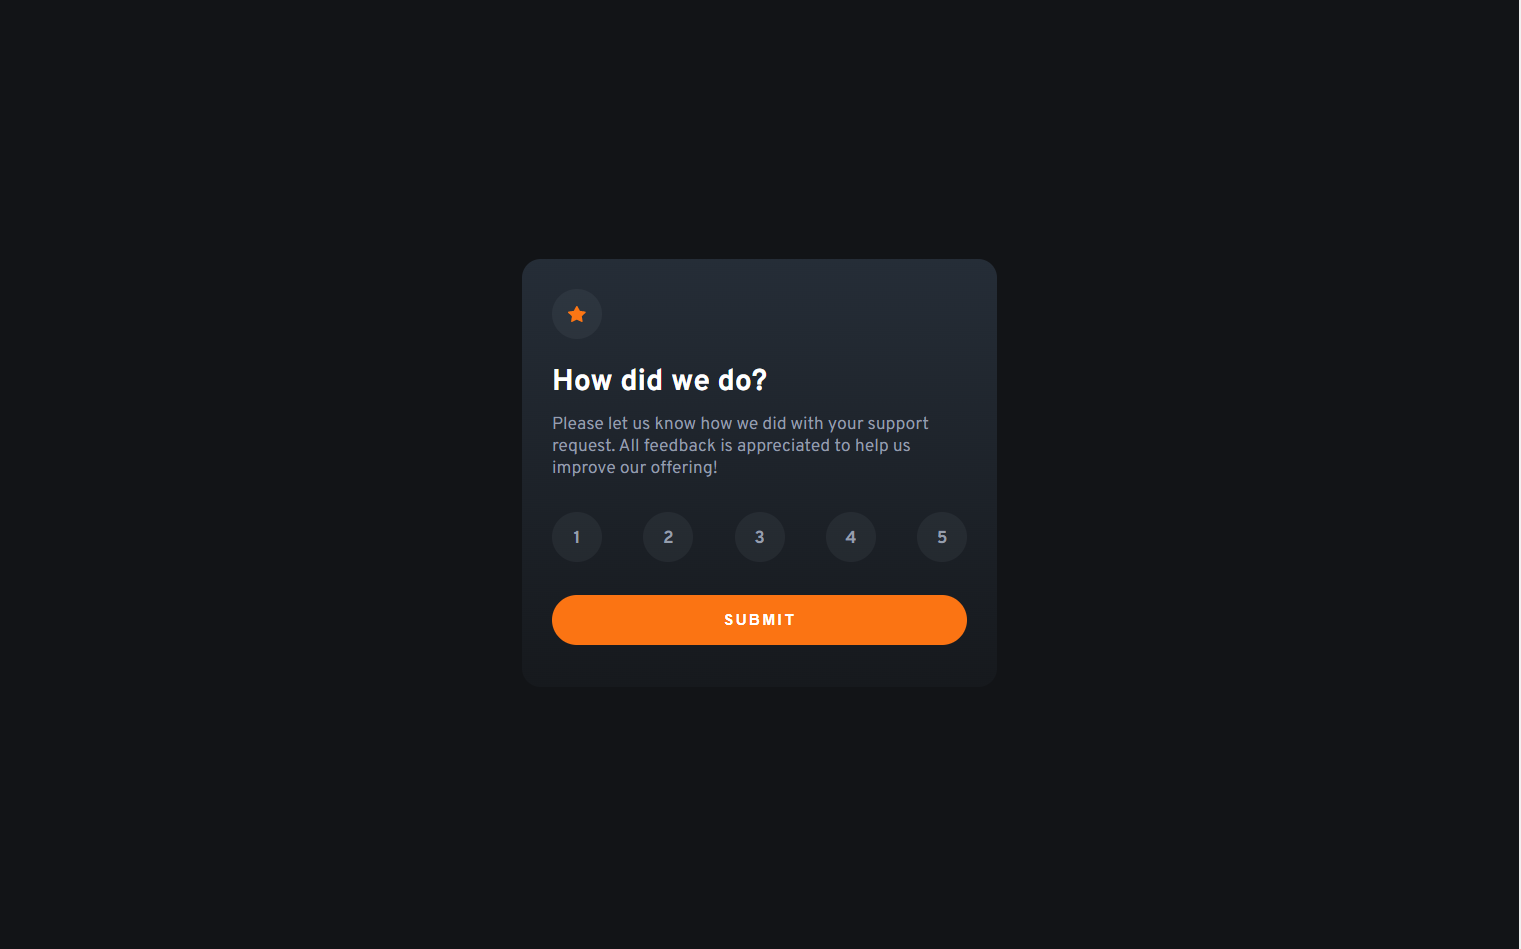 How did we do?
Please let us know how we did with your support
request. All feedback is appreciated to help us
improve our offering!
1 2 3 4 5
SUBMIT